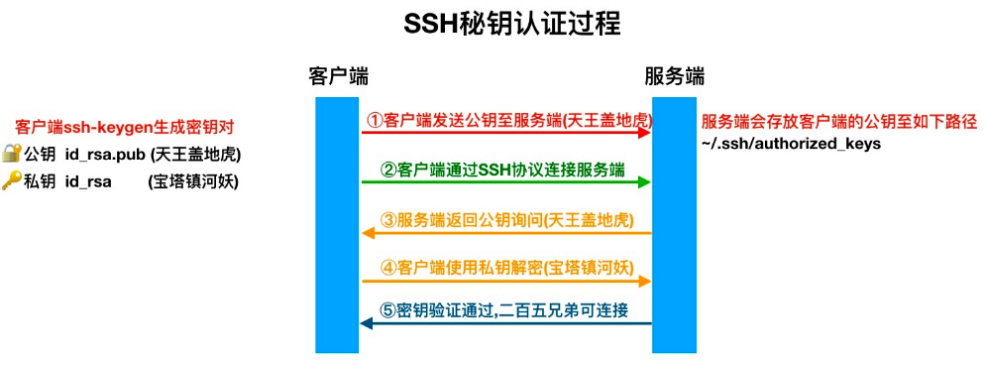 SSH秘钥认证过程
客户端
服务端
客户端ssh-keygen生成密钥对
公钥 id_rsa.pub (天王盖地虎)
私钥 id_rsa (宝塔镇河妖)
①客户端发送公钥至服务端(天王盖地虎)
②客户端通过SSH协议连接服务端
③服务端返回公钥询问(天王盖地虎)
④客户端使用私钥解密(宝塔镇河妖)
⑤密钥验证通过,二百五兄弟可连接
服务端会存放客户端的公钥至如下路径
~/.ssh/authorized_keys